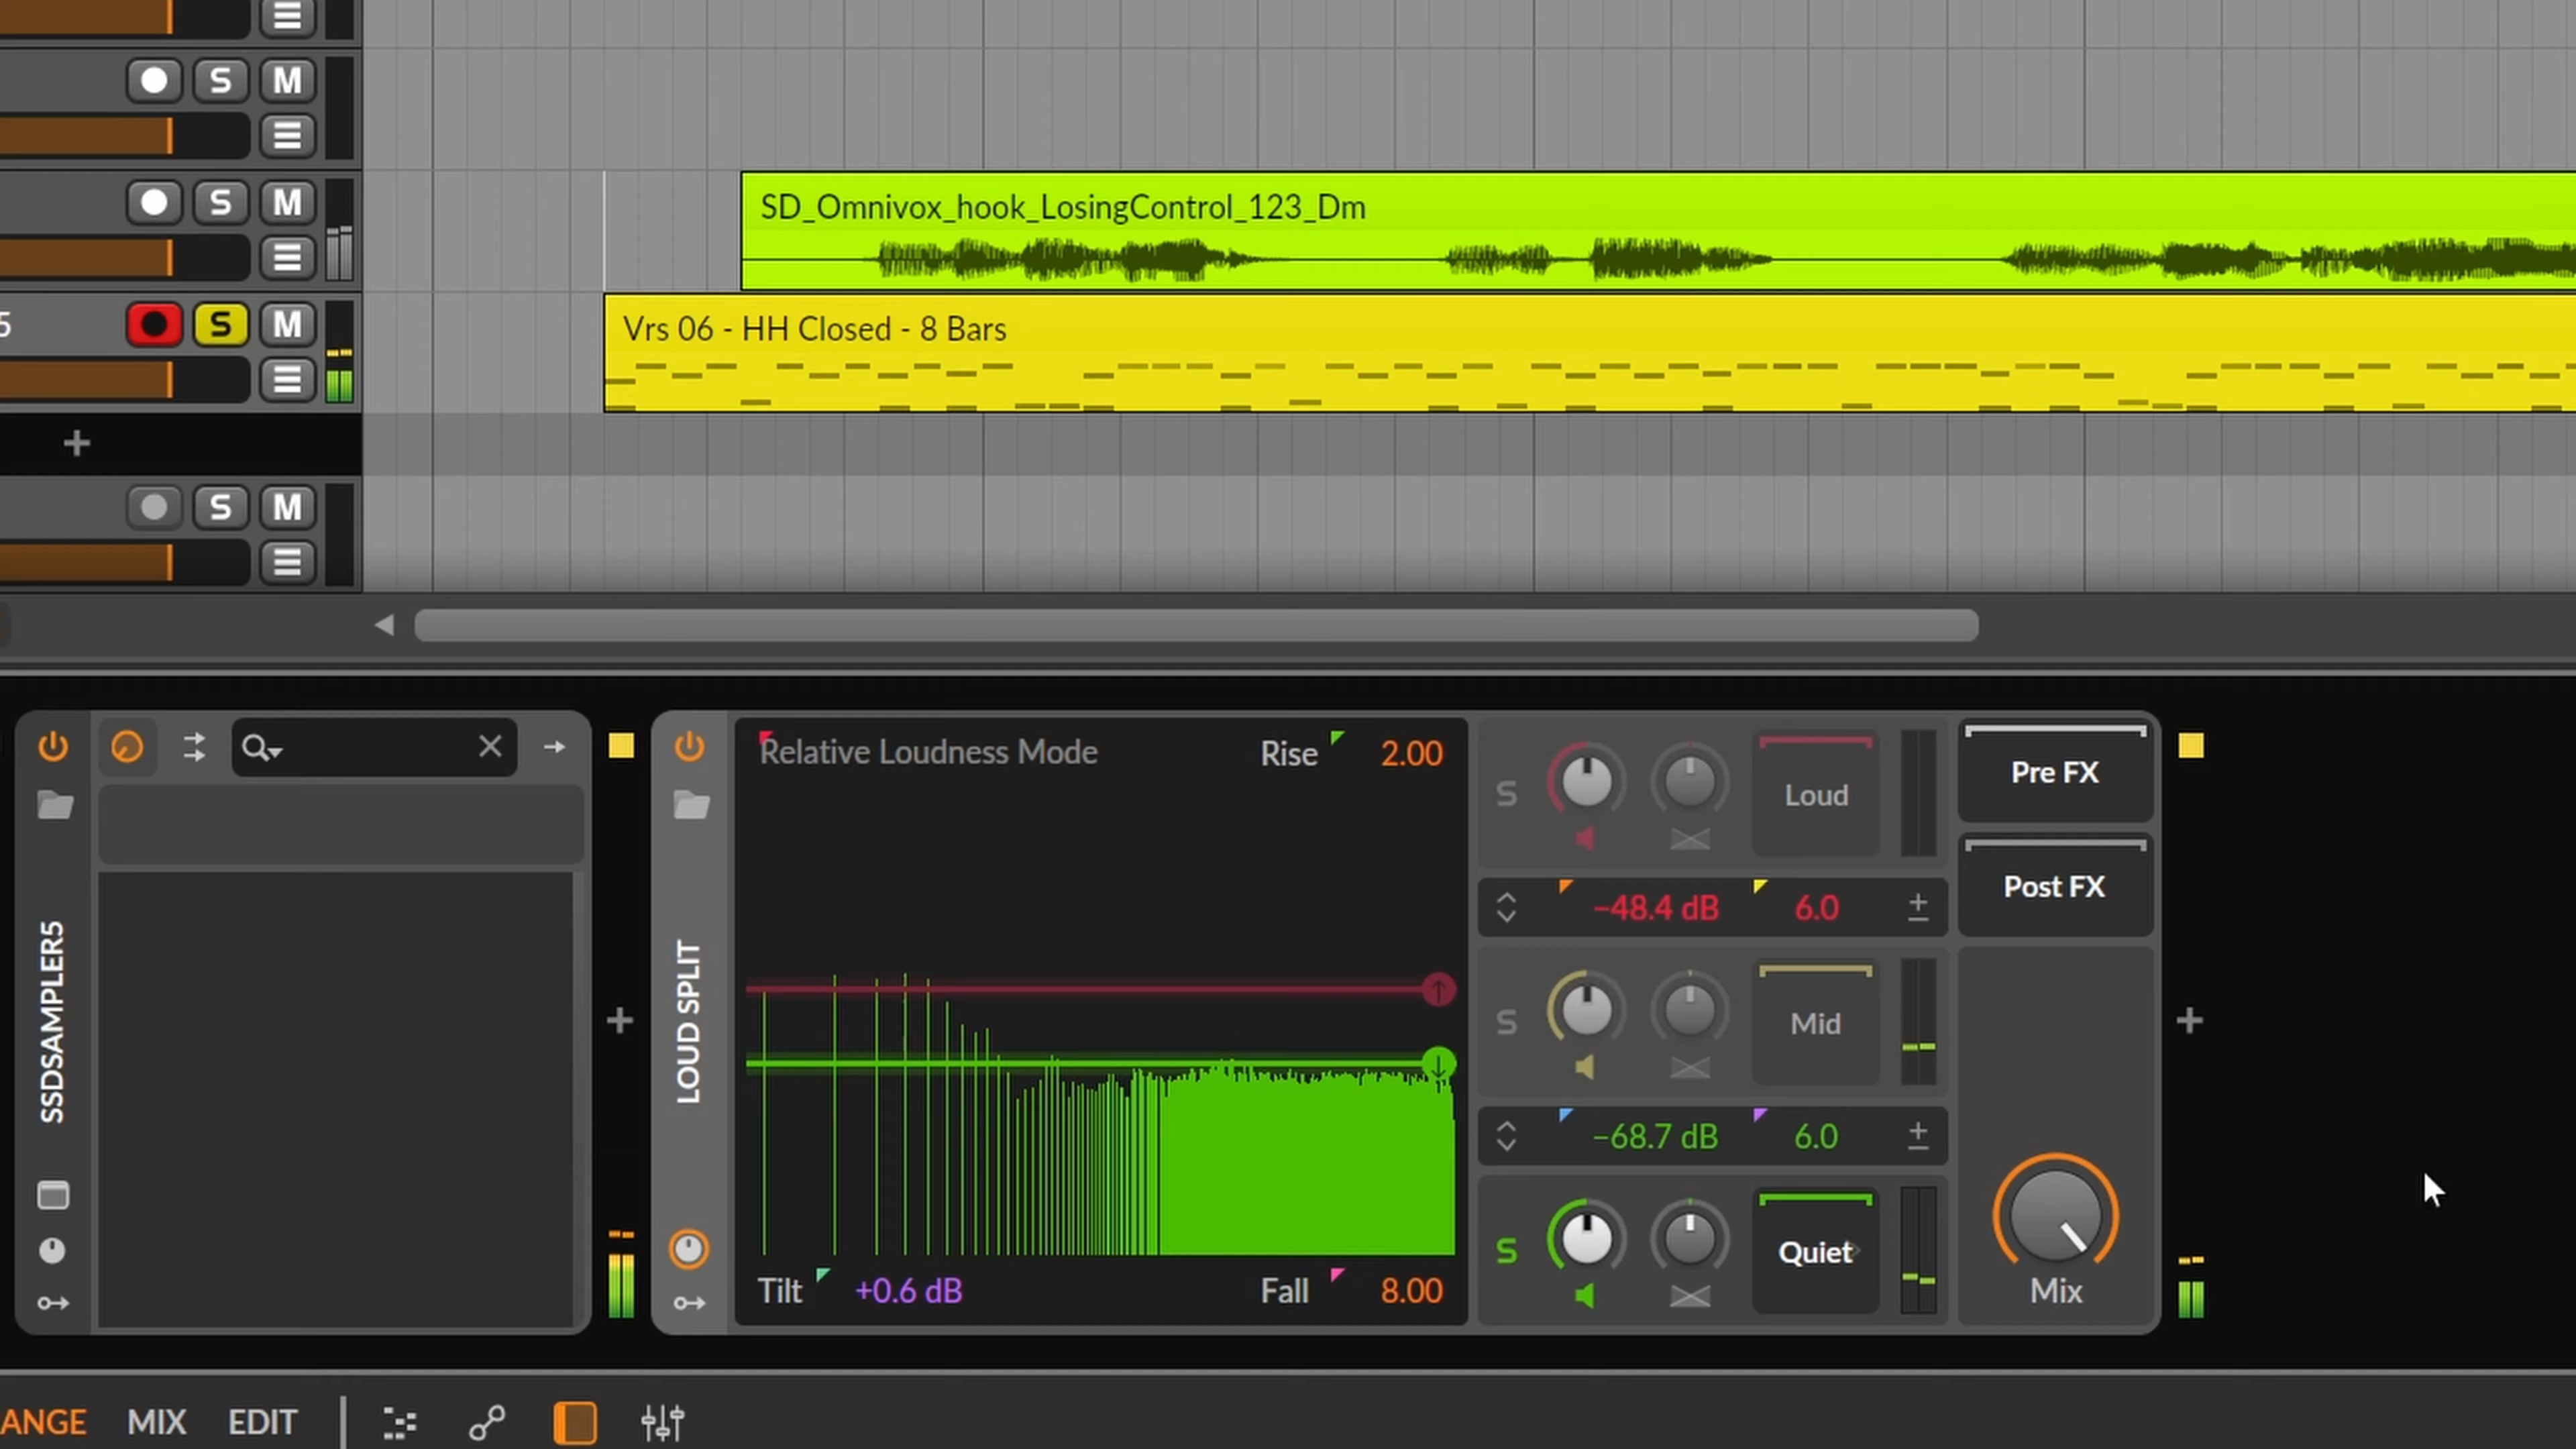 S M
SD_Omnivox_hook_LosingControl_123_Dm
S M
5 S M
Vrs 06 - HH Closed - 8 Bars
S M
SSDSAMPLER5
LOUD SPLIT
Relative Loudness Mode
Rise 2.00
Tilt +0.6 dB
Fall 8.00
S Loud
-48.4 dB 6.0
S Mid
-68.7 dB 6.0
S Quiet
Pre FX
Post FX
Mix
ANGE MIX EDIT